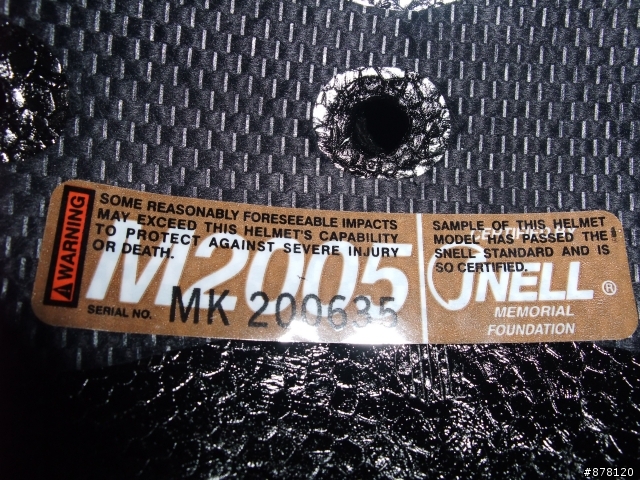 WARNING
SOME REASONABLY FORESEEABLE IMPACTS
MAY EXCEED THIS HELMET'S CAPABILITY
TO PROTECT AGAINST SEVERE INJURY
OR DEATH.
M2005
SERIAL NO. MK 200635
SAMPLE OF THIS HELMET
CERTIFIED BY
MODEL HAS PASSED THE
SNELL STANDARD AND IS
SO CERTIFIED.
SNELL®
MEMORIAL
FOUNDATION
#878120